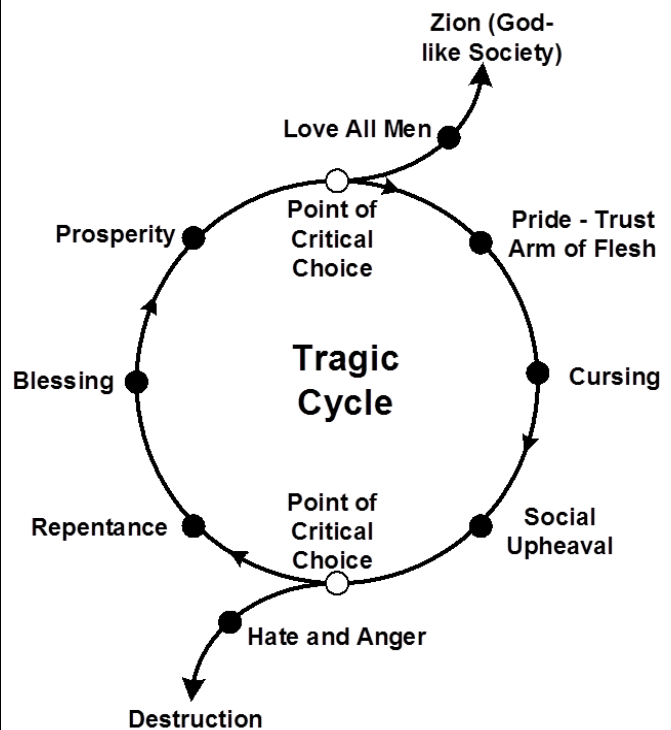 Zion (God-
like Society)
Love All Men
Point of
Critical
Choice
Prosperity
Pride - Trust
Arm of Flesh
Tragic
Cycle
Blessing
Cursing
Point of
Critical
Choice
Repentance
Social
Upheaval
Hate and Anger
Destruction